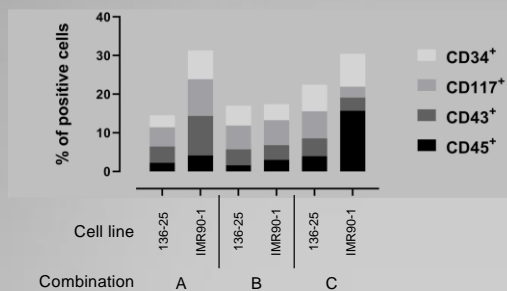 % of positive cells
40
30
20
10
0
CD34+
CD117+
CD43+
CD45+
Cell line
136-25
IMR90-1
136-25
IMR90-1
136-25
IMR90-1
Combination A B C